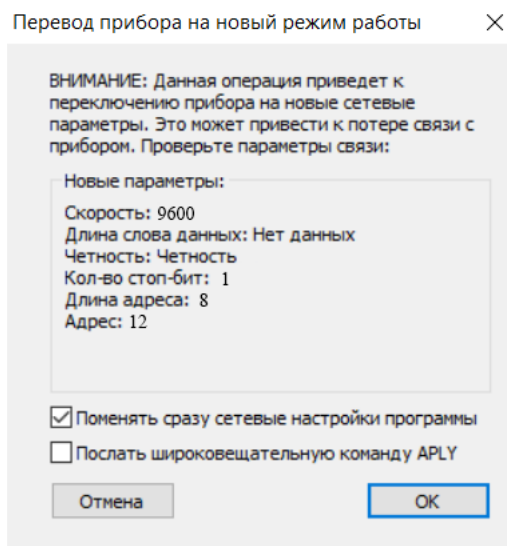 Перевод прибора на новый режим работы
ВНИМАНИЕ: Данная операция приведет к
переключению прибора на новые сетевые
параметры. Это может привести к потере связи с
прибором. Проверьте параметры связи:
Новые параметры:
Скорость: 9600
Длина слова данных: Нет данных
Четность: Четность
Кол-во стоп-бит: 1
Длина адреса: 8
Адрес: 12
Поменять сразу сетевые настройки программы
Послать широковещательную команду APLY
Отмена
OK